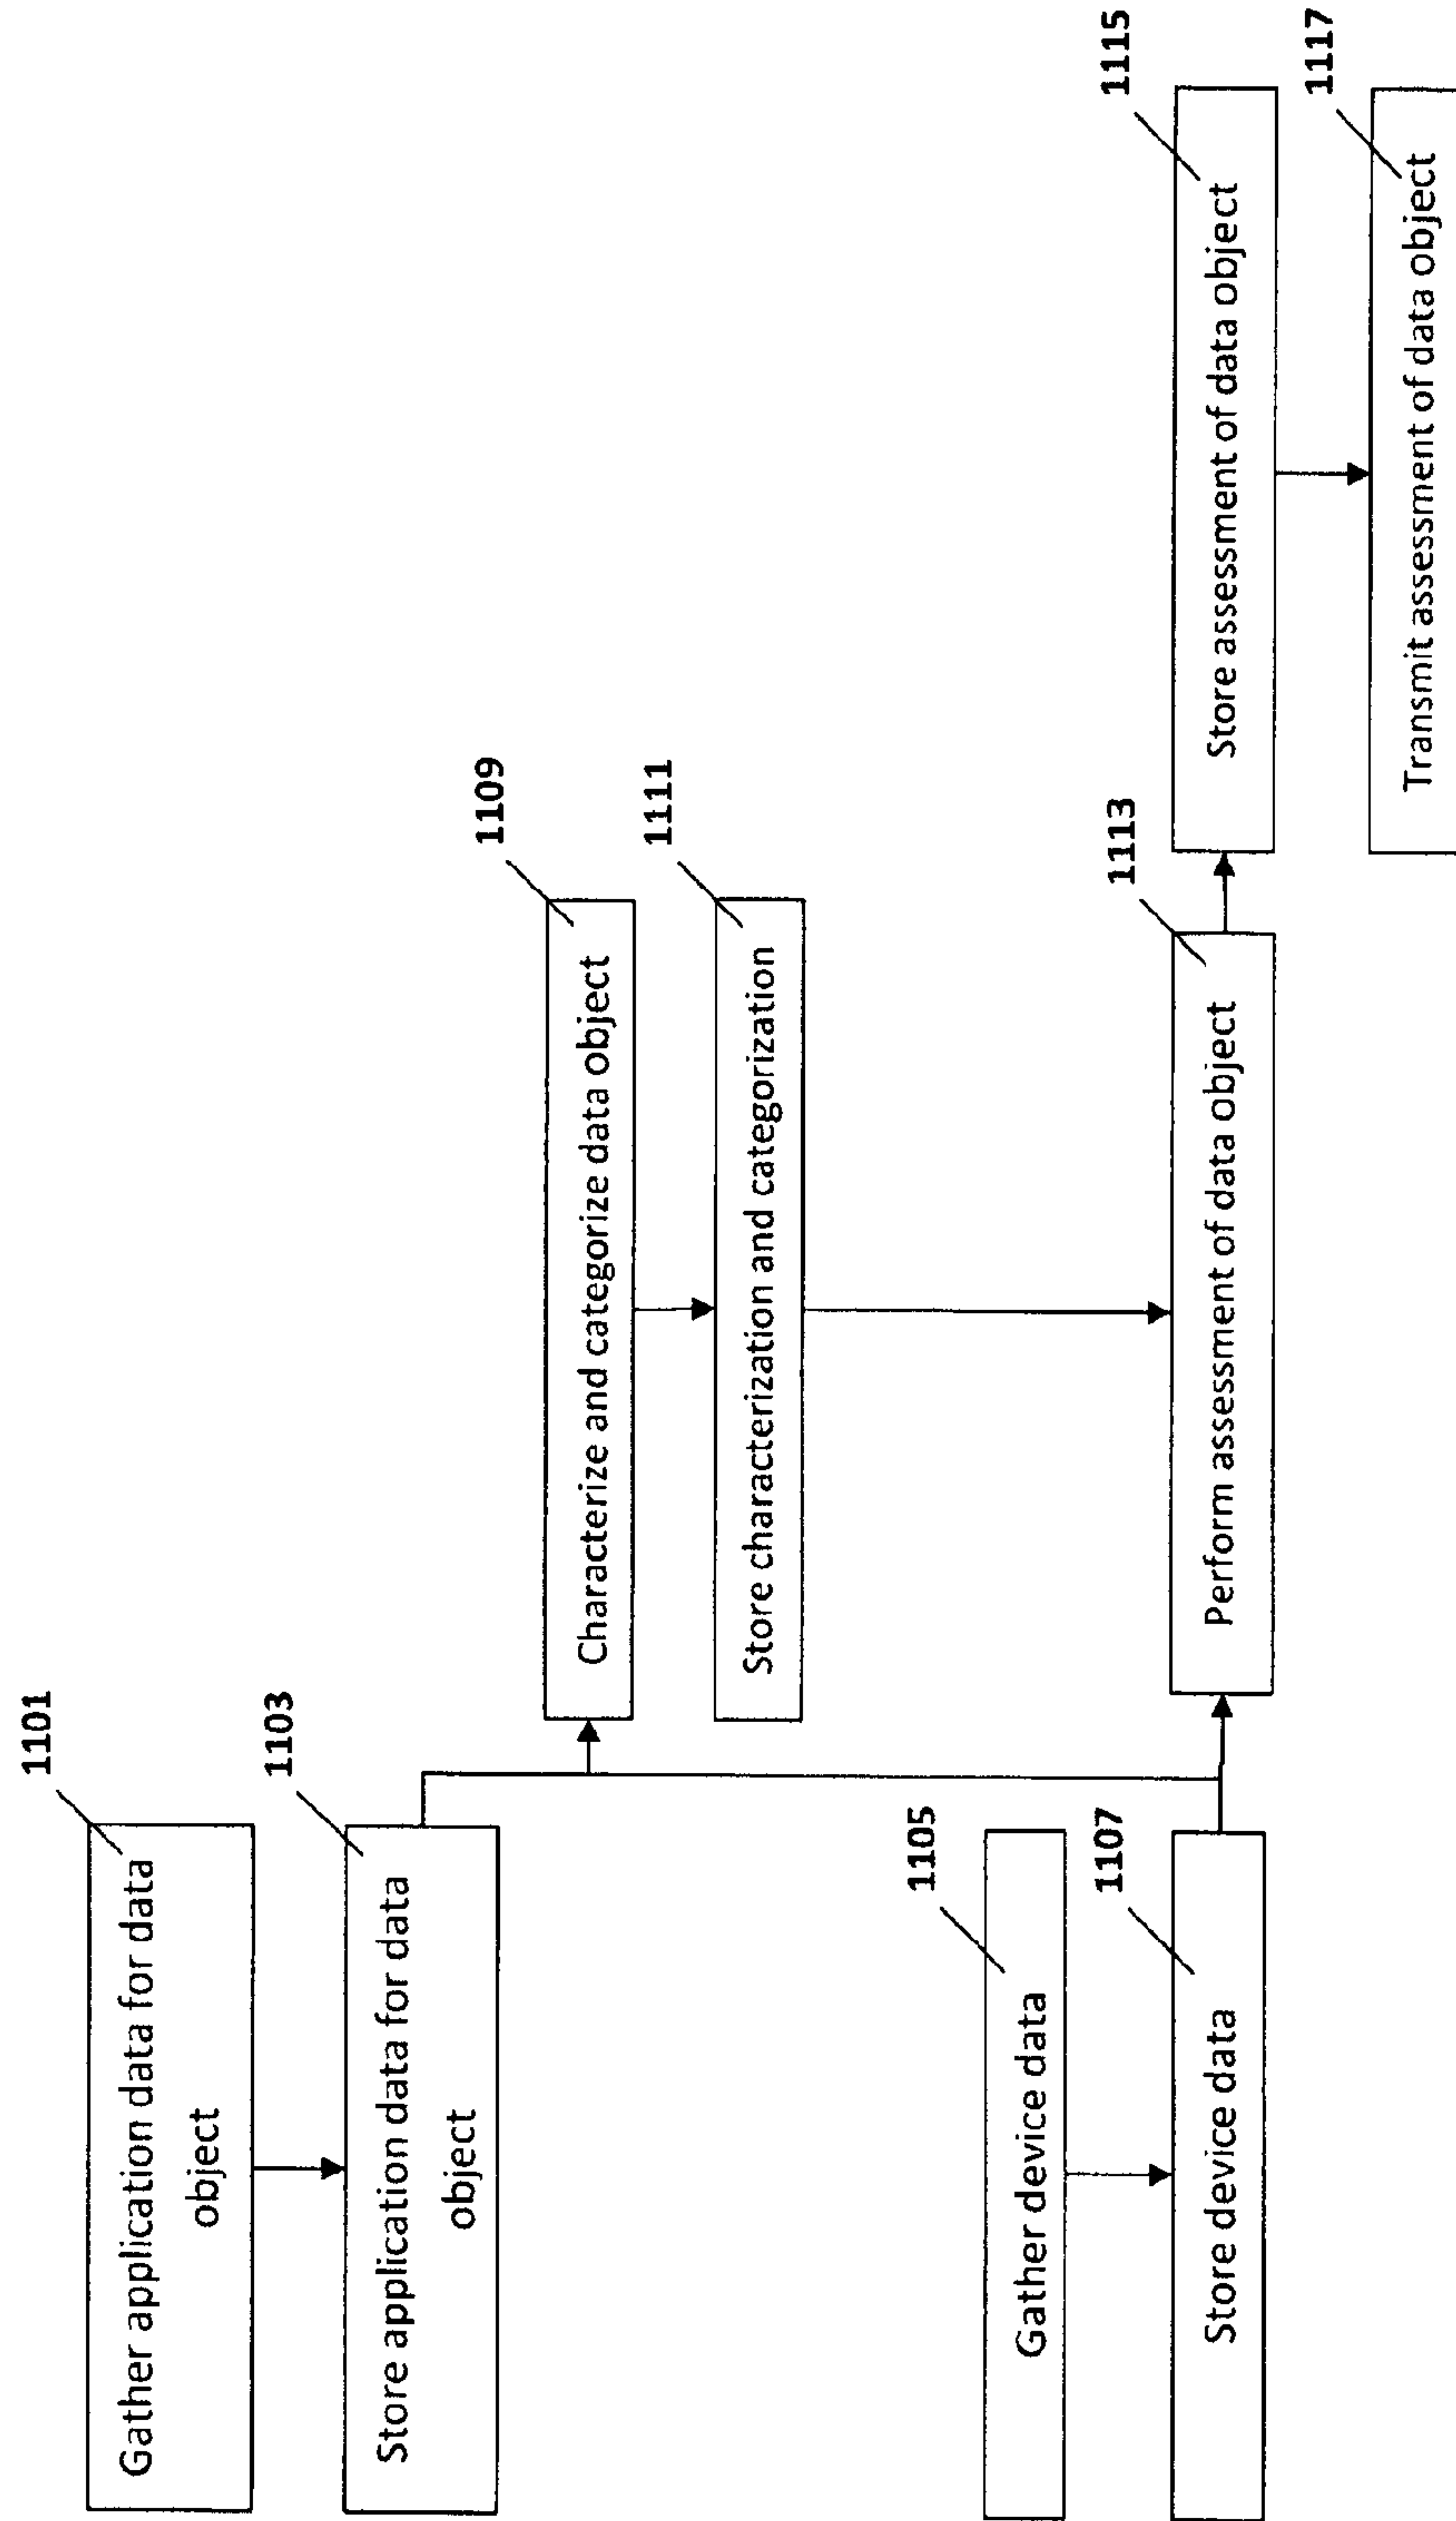 1101
Gather application data for data
object
1103
Store application data for data
object
1105
Gather device data
1107
Store device data
1109
Characterize and categorize data object
1111
Store characterization and categorization
1113
Perform assessment of data object
1115
Store assessment of data object
1117
Transmit assessment of data object